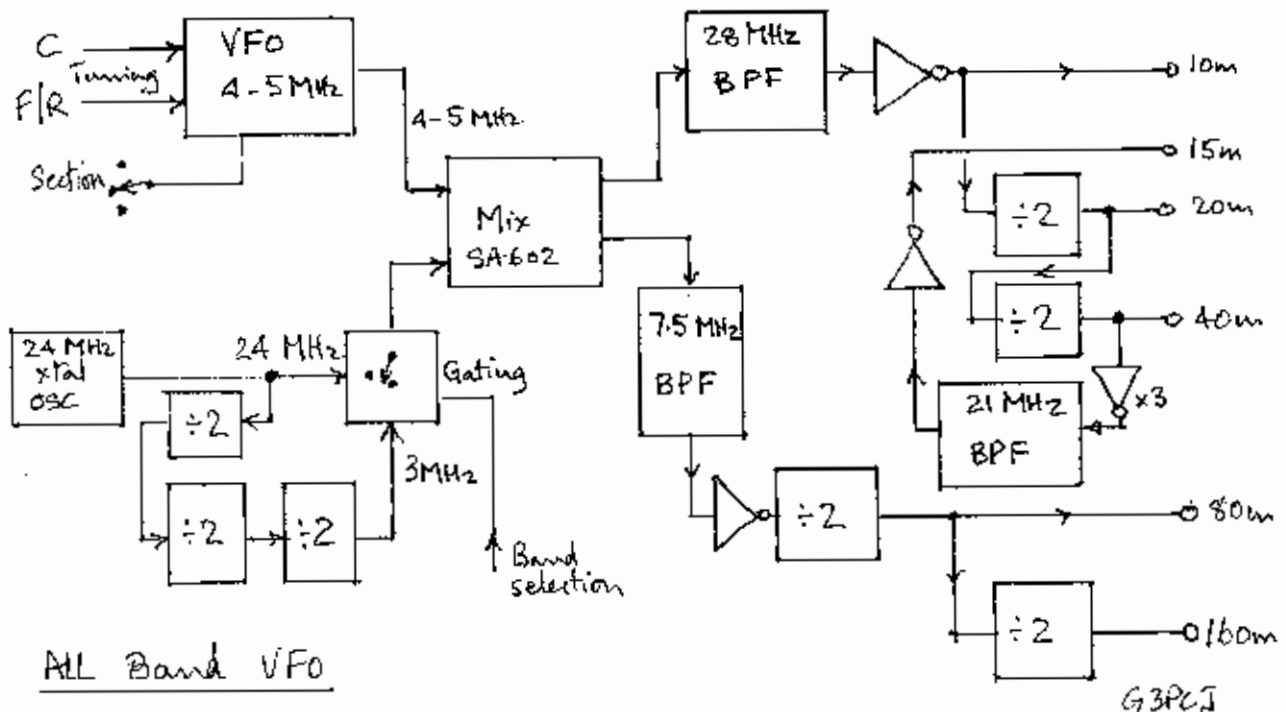 C
Tuning
F/R
VFO
4-5 MHz
Section
4-5 MHz
28 MHz
BPF
10m
15m
÷2
20m
Mix
SA602
÷2
40m
24 MHz
xtal
OSC
24 MHz
Gating
÷2
3MHz
7.5 MHz
BPF
x3
21 MHz
BPF
÷2
÷2
Band
selection
÷2
80m
÷2
160m
ALL Band VFO
G3PCJ